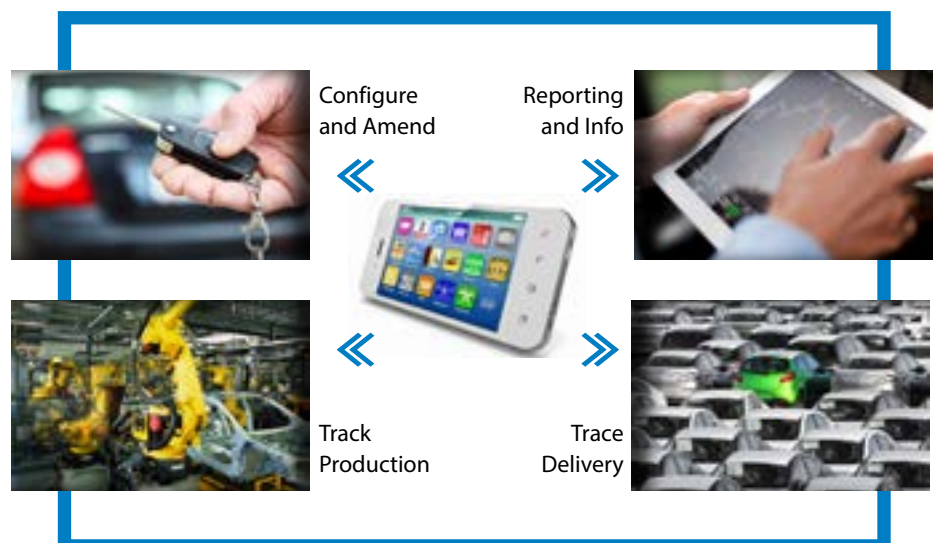 Configure
and Amend
Reporting
and Info
Track
Production
Trace
Delivery